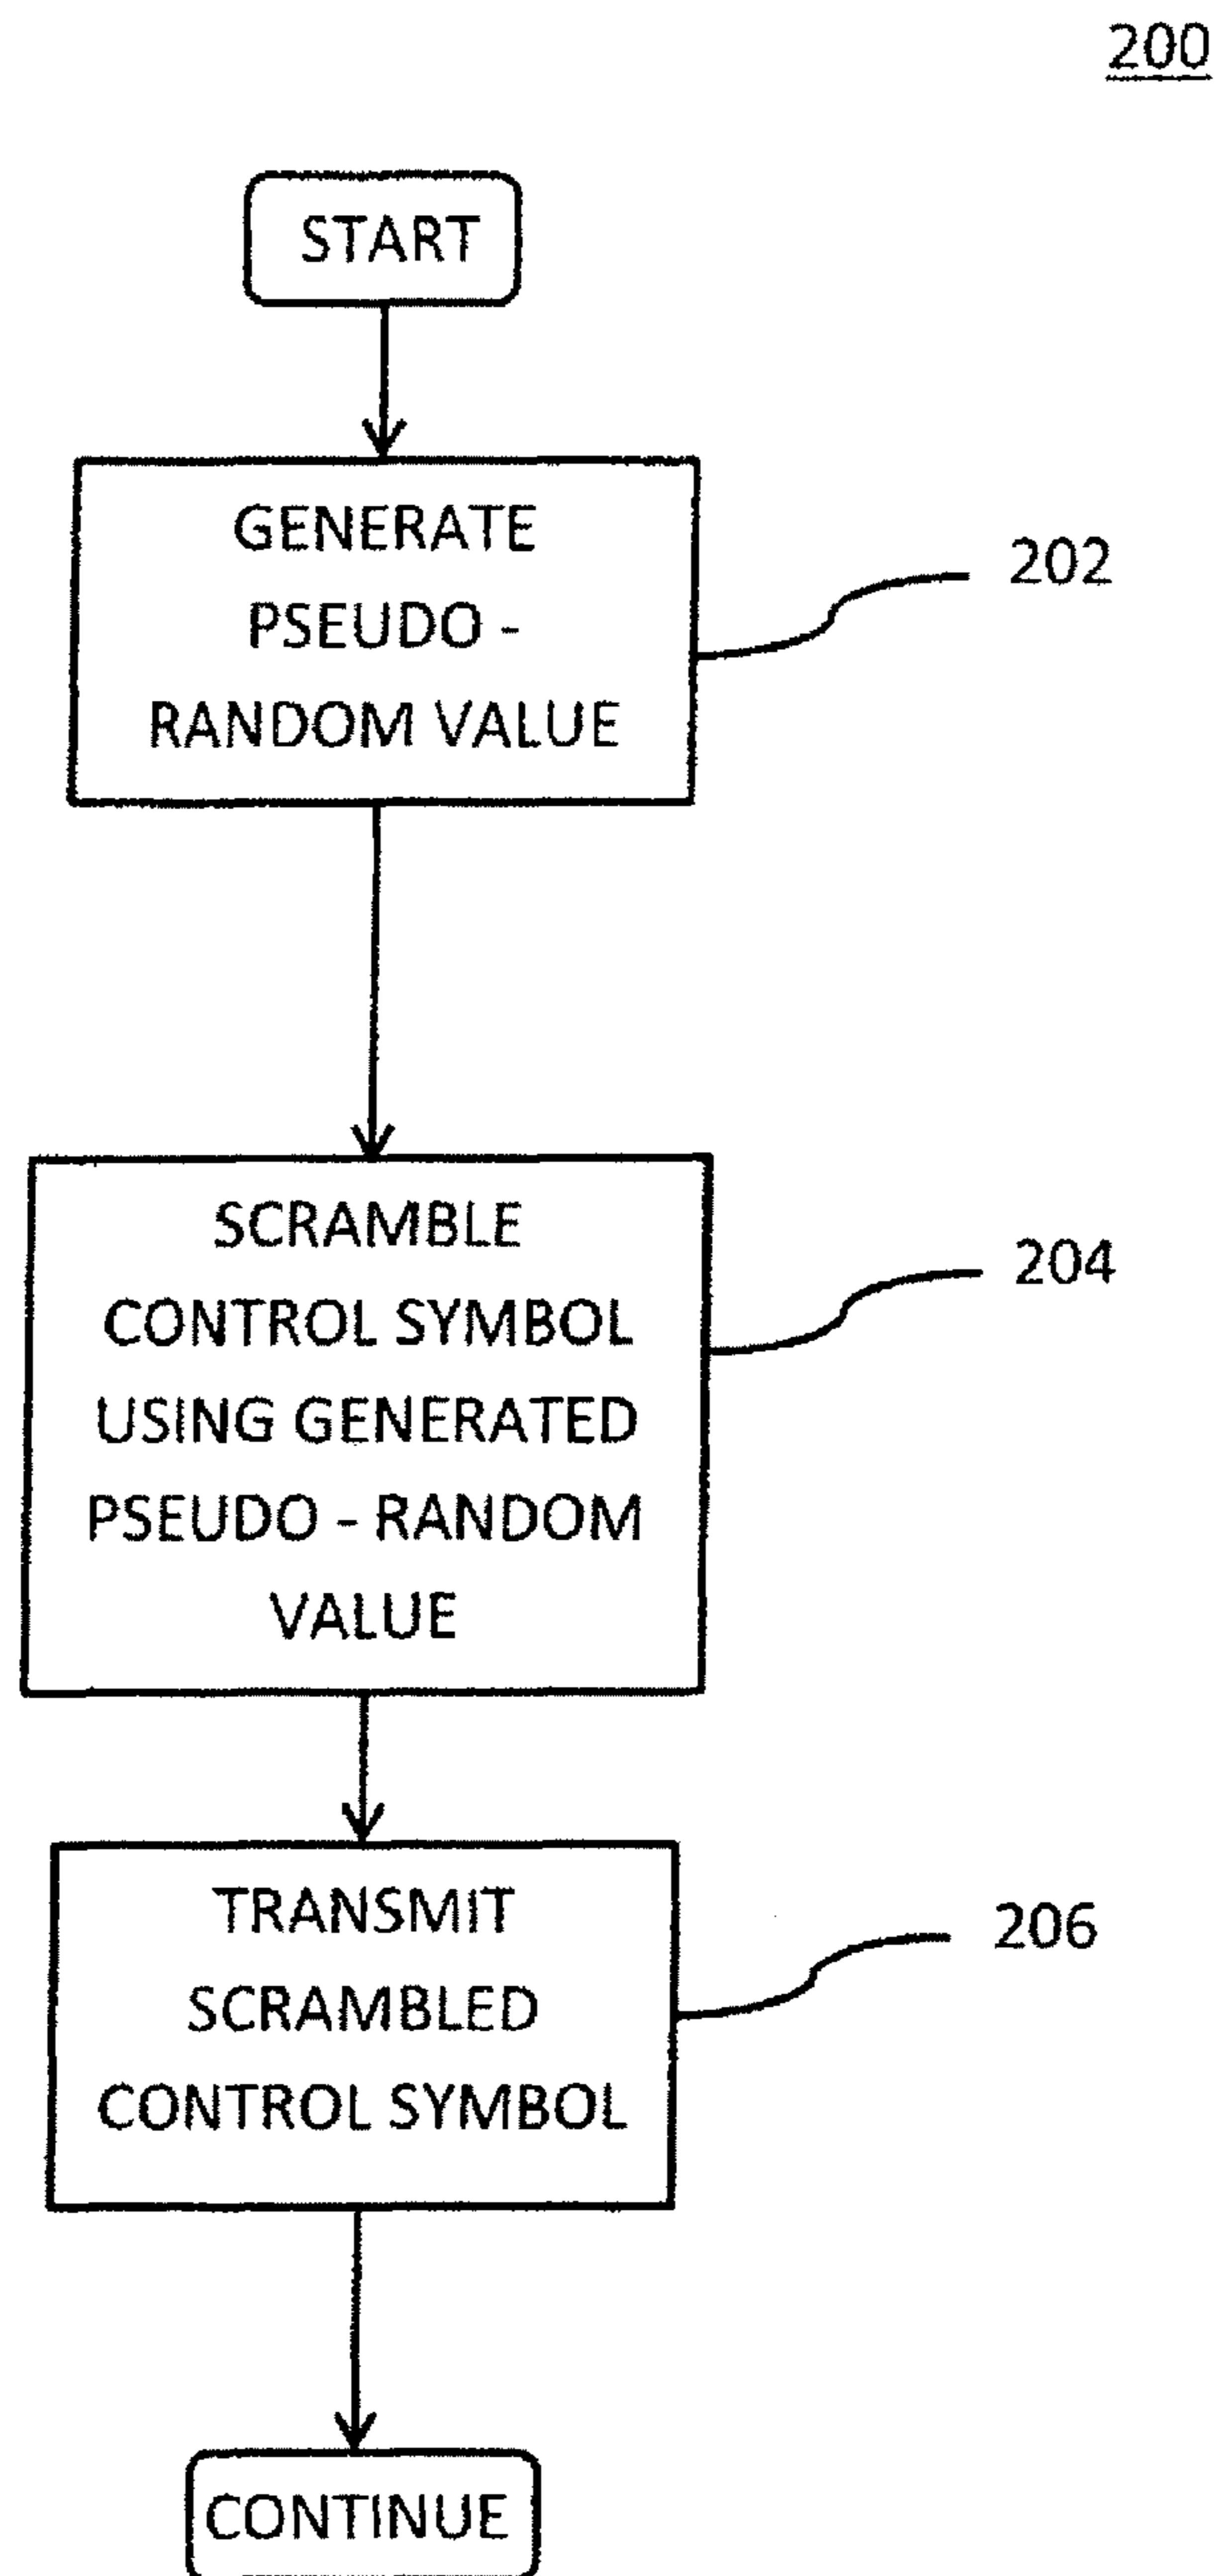 200
START
GENERATE
PSEUDO -
RANDOM VALUE
202
SCRAMBLE
CONTROL SYMBOL
USING GENERATED
PSEUDO - RANDOM
VALUE
204
TRANSMIT
SCRAMBLED
CONTROL SYMBOL
206
CONTINUE